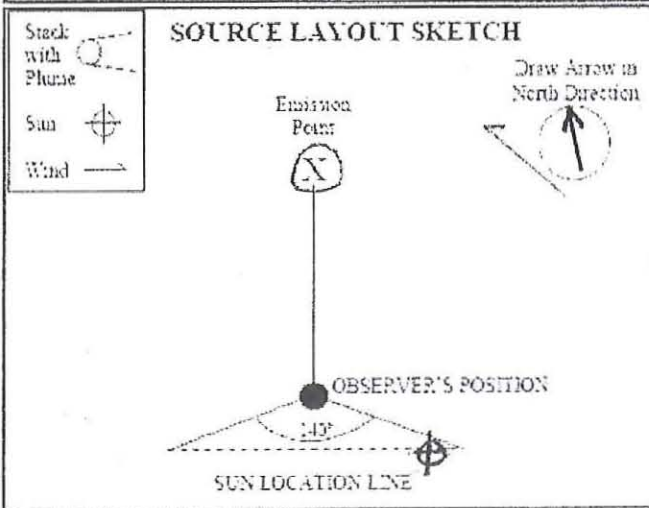 SOURCE LAYOUT SKETCH
Stack
with
Plume
Sun
Wind
Emission
Point
X
Draw Arrow in
North Direction
OBSERVER'S POSITION
140°
SUN LOCATION LINE